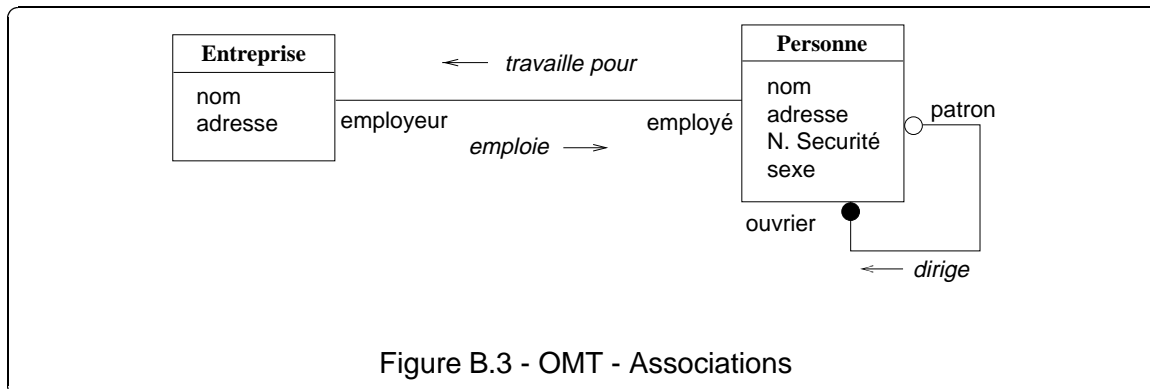 Entreprise
nom
adresse
travaille pour
employeur
employé
emploie
Personne
nom
adresse
N. Securité
sexe
patron
ouvrier
dirige
Figure B.3 - OMT - Associations